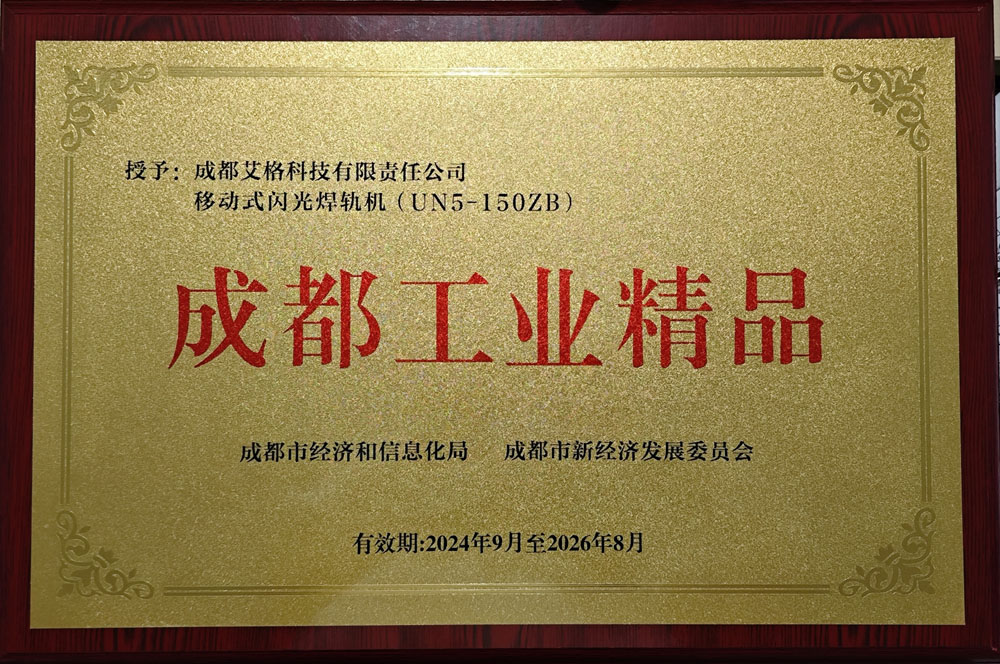 授予：成都艾格科技有限责任公司
移动式闪光焊轨机（UN5-150ZB）
成都工业精品
成都市经济和信息化局 成都市新经济发展委员会
有效期:2024年9月至2026年8月